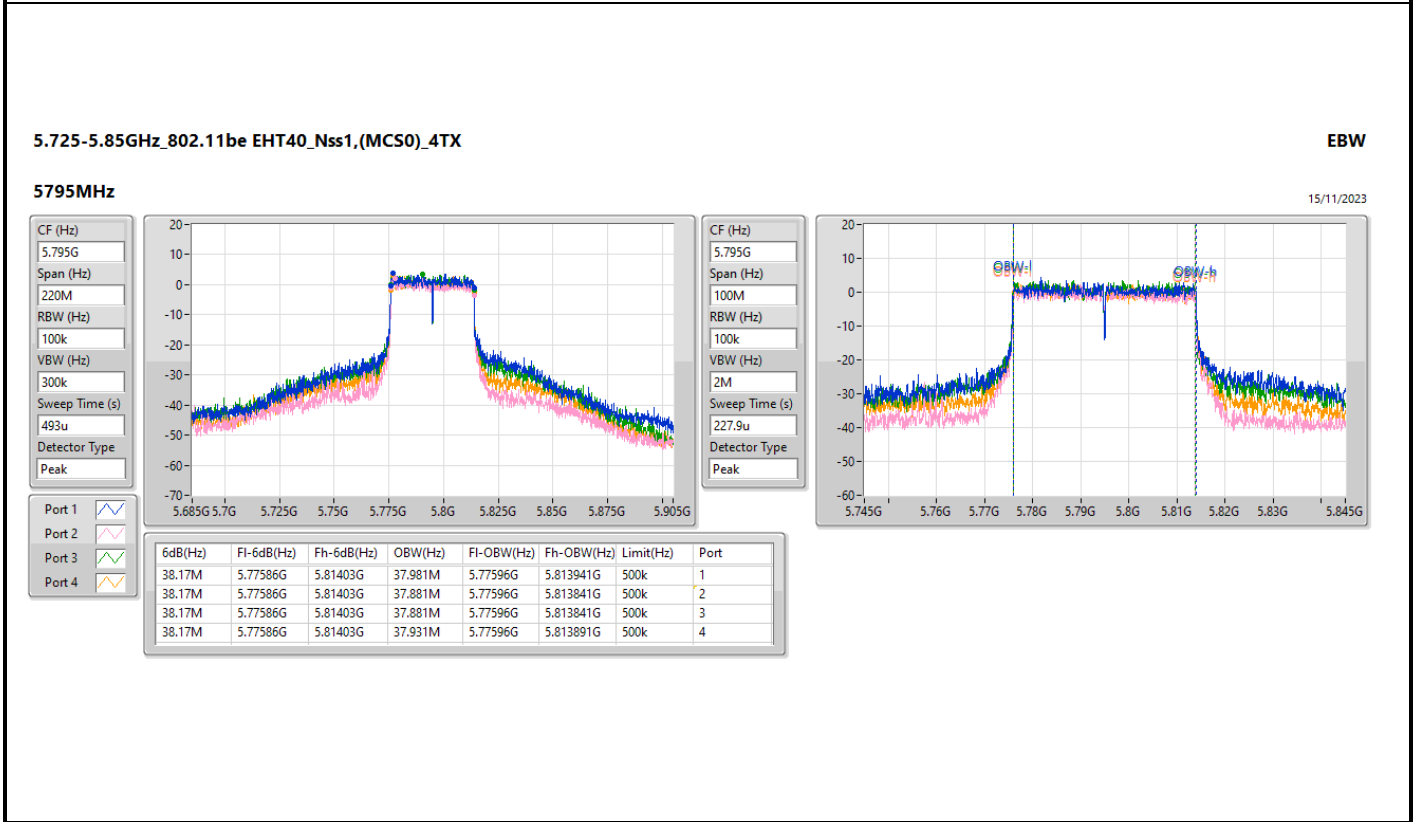 5.725-5.85GHz_802.11be EHT40_Nss1,(MCS0)_4TX
EBW
5795MHz
15/11/2023
CF (Hz)
5.795G
Span (Hz)
220M
RBW (Hz)
100k
VBW (Hz)
300k
Sweep Time (s)
493u
Detector Type
Peak
20
10
0
-10
-20
-30
-40
-50
-60
-70
5.685G 5.7G 5.725G 5.75G 5.775G 5.8G 5.825G 5.85G 5.875G 5.905G
CF (Hz)
5.795G
Span (Hz)
100M
RBW (Hz)
100k
VBW (Hz)
2M
Sweep Time (s)
227.9u
Detector Type
Peak
20
10
0
-10
-20
-30
-40
-50
-60
OBW-l OBW-h
5.745G 5.76G 5.77G 5.78G 5.79G 5.8G 5.81G 5.82G 5.83G 5.845G
Port 1
Port 2
Port 3
Port 4
6dB(Hz) Fl-6dB(Hz) Fh-6dB(Hz) OBW(Hz) Fl-OBW(Hz) Fh-OBW(Hz) Limit(Hz) Port
38.17M 5.77586G 5.81403G 37.981M 5.77596G 5.813941G 500k 1
38.17M 5.77586G 5.81403G 37.881M 5.77596G 5.813841G 500k 2
38.17M 5.77586G 5.81403G 37.881M 5.77596G 5.813841G 500k 3
38.17M 5.77586G 5.81403G 37.931M 5.77596G 5.813891G 500k 4